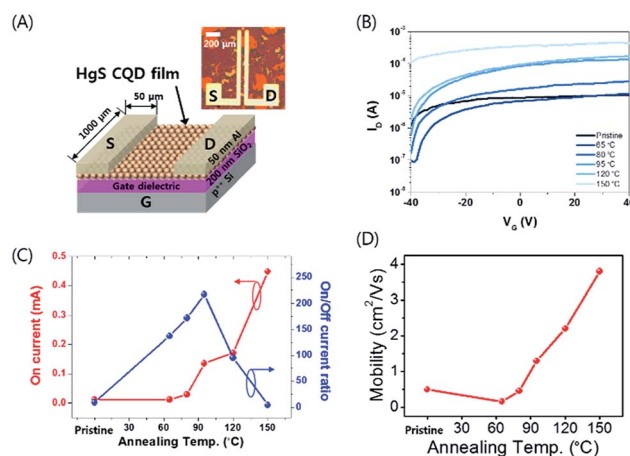 (A)
200 μm
S
D
HgS CQD film
50 μm
1000 μm
S
D
50 nm Al
200 nm SiO2
Gate dielectric
G
p++ Si
(B)
I_D (A)
10^-3
10^-4
10^-5
10^-6
10^-7
-40 -20 0 20 40
V_G (V)
Pristine
65 °C
80 °C
95 °C
120 °C
150 °C
(C)
On current (mA)
0.5
0.4
0.3
0.2
0.1
0.0
250
200
150
100
50
0
On/Off current ratio
Pristine 60 90 120 150
Annealing Temp. (°C)
(D)
Mobility (cm²/Vs)
4
3
2
1
0
Pristine 60 90 120 150
Annealing Temp. (°C)